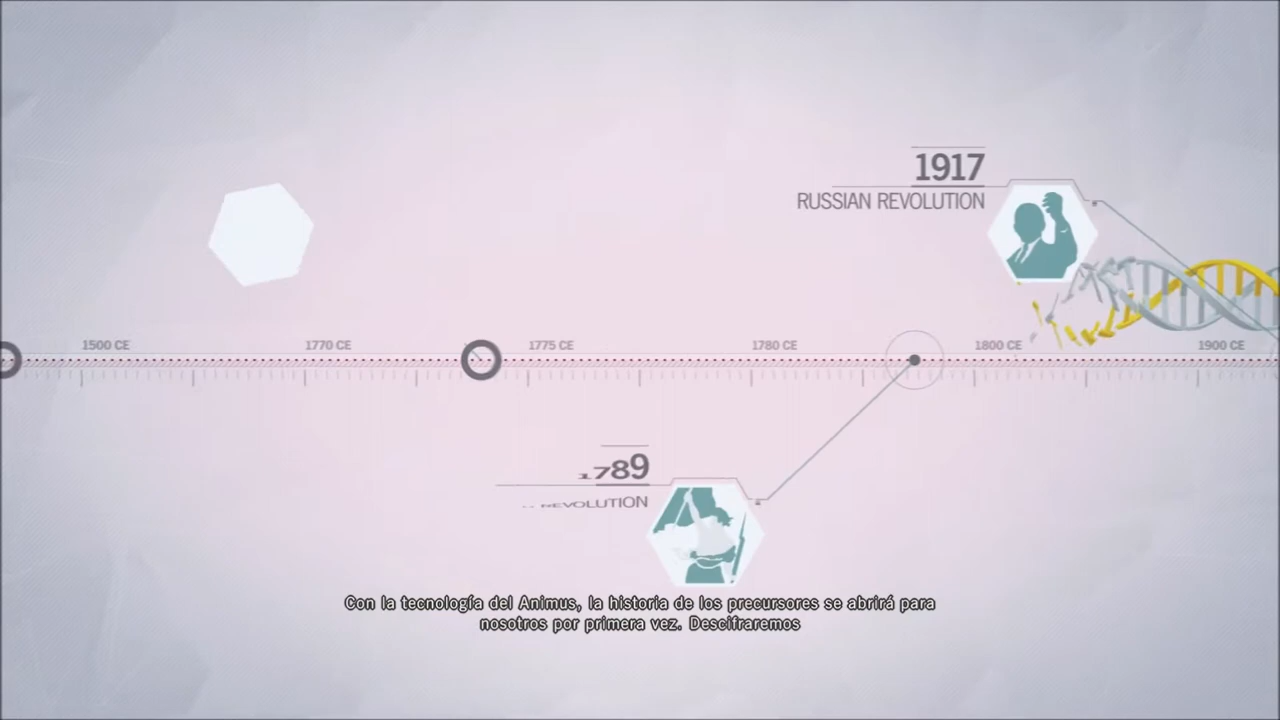 1917
RUSSIAN REVOLUTION
1500 CE
1770 CE
1775 CE
1780 CE
1800 CE
1900 CE
1789
REVOLUTION
Con la tecnología del Animus, la historia de los precursores se abrirá para
nosotros por primera vez. Descifraremos